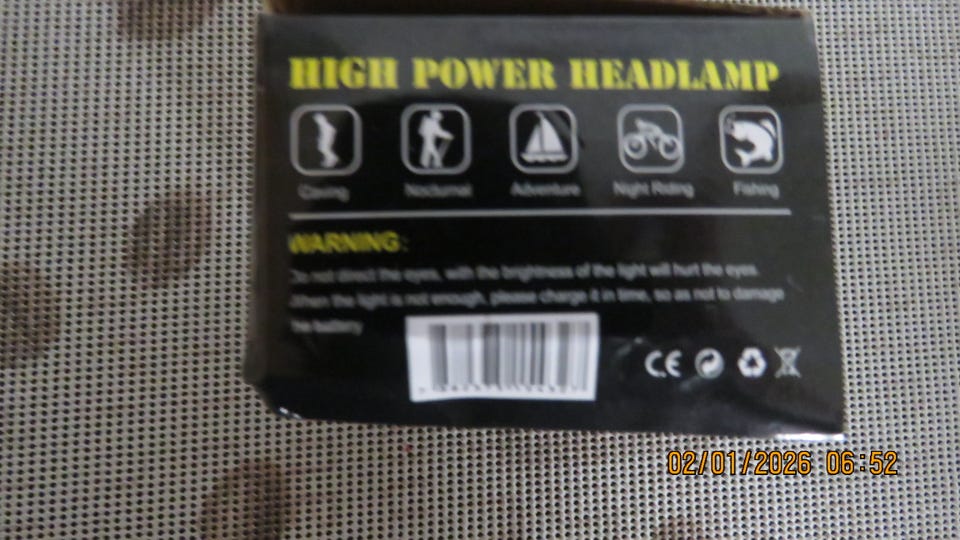 HIGH POWER HEADLAMP
Caving Nocturnal Adventure Night Riding Fishing
WARNING:
Do not direct the eyes, with the brightness of the light will hurt the eyes.
When the light is not enough, please charge it in time, so as not to damage
the battery
CE
02/01/2026 06:52